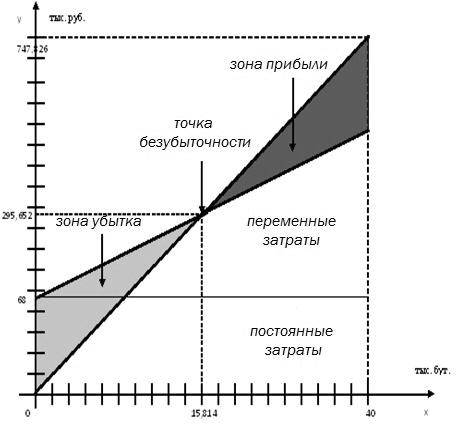 y тыс.руб.
747,826
зона прибыли
точка
безубыточности
295,652
зона убытка
переменные
затраты
68
постоянные
затраты
тыс.бут.
0 15,814 40 x